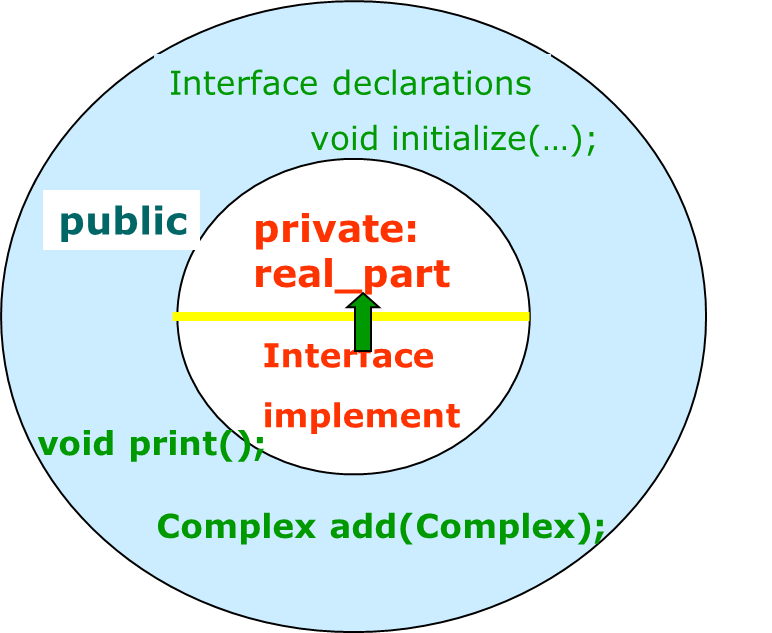 Interface declarations
void initialize(…);
public
private:
real_part
Interface
implement
void print();
Complex add(Complex);